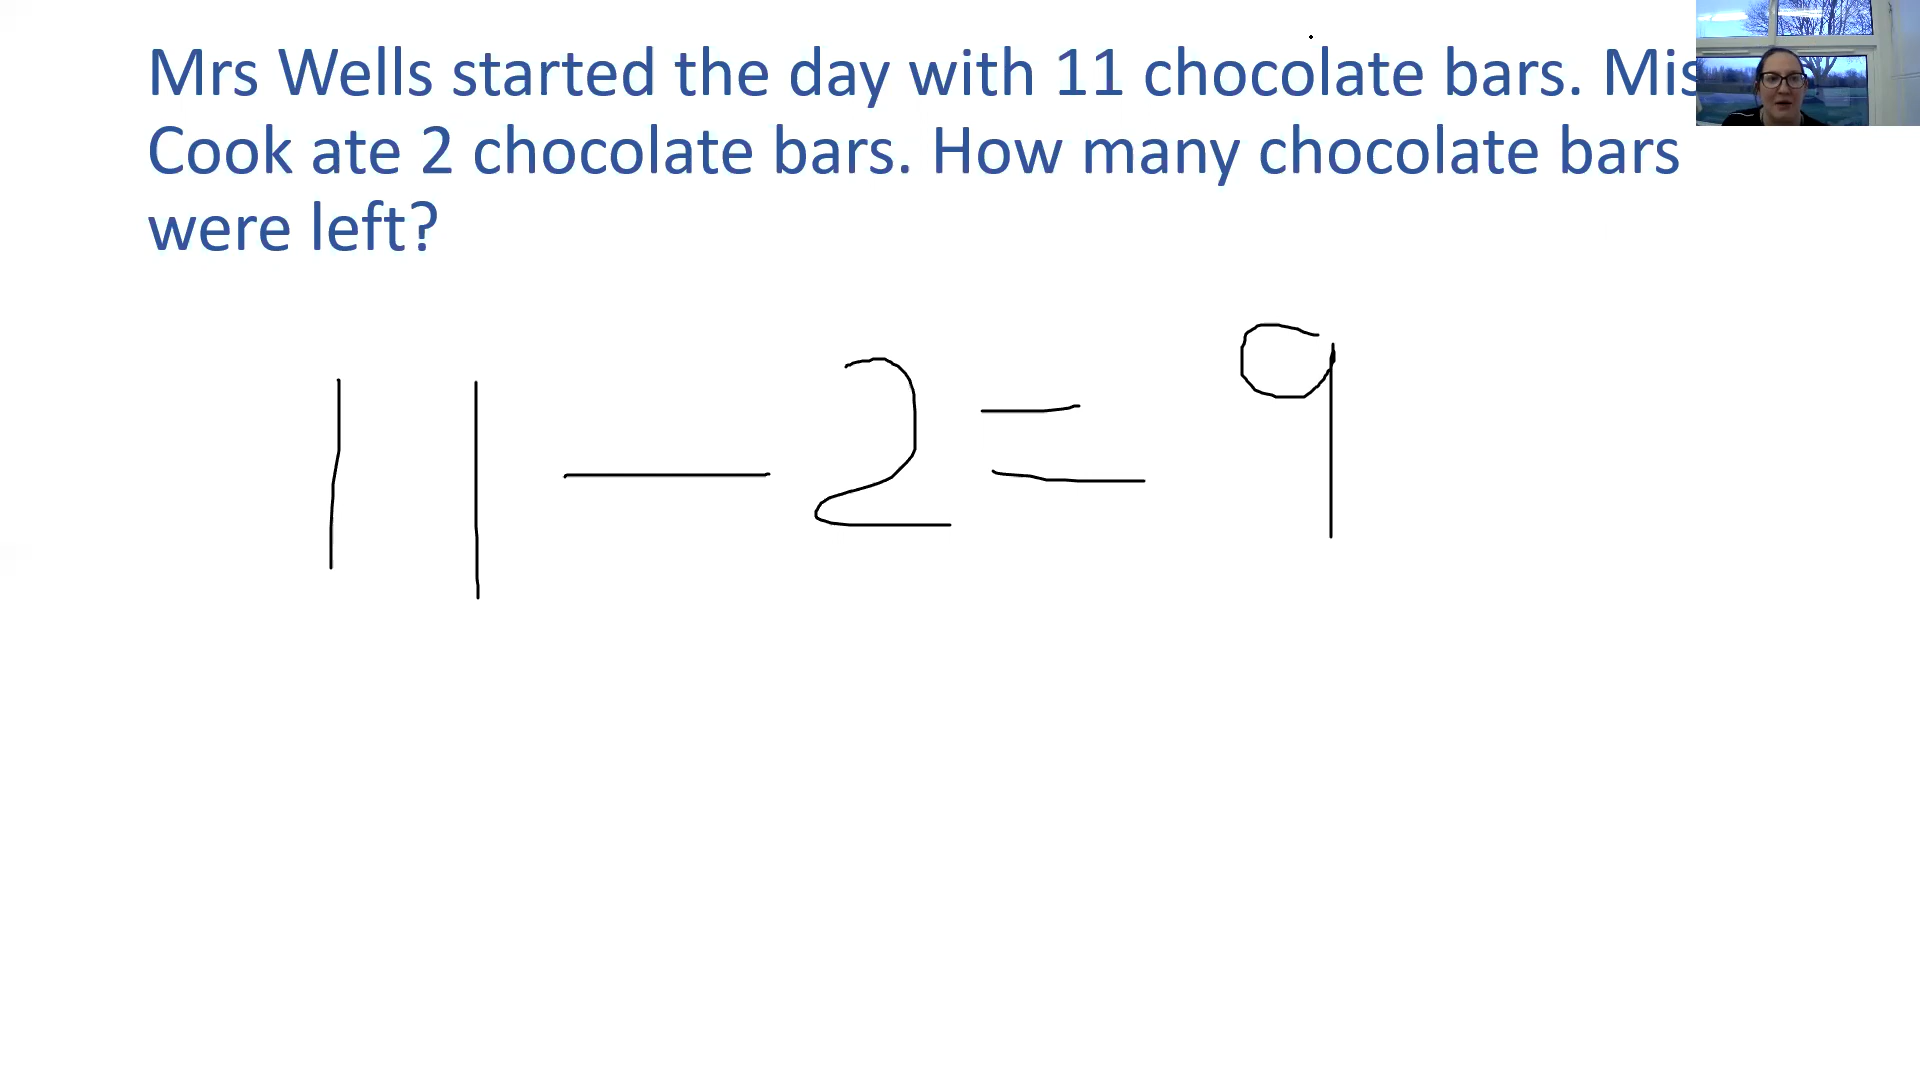 Mrs Wells started the day with 11 chocolate bars. Mis
Cook ate 2 chocolate bars. How many chocolate bars
were left?
11 - 2 = 9